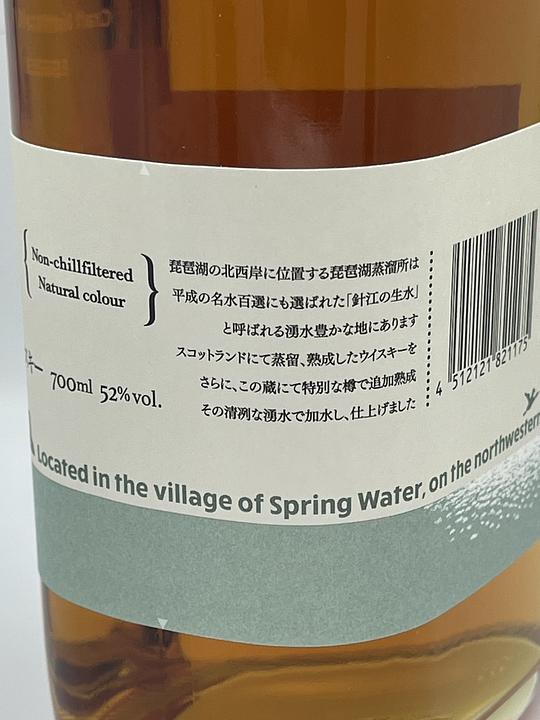 Non-chillfiltered
Natural colour
キー 700ml 52%vol.
琵琶湖の北西岸に位置する琵琶湖蒸溜所は
平成の名水百選にも選ばれた「針江の生水」
と呼ばれる湧水豊かな地にあります
スコットランドにて蒸留、熟成したウイスキーを
さらに、この蔵にて特別な樽で追加熟成
その清冽な湧水で加水し、仕上げました
4 512121 821175
Located in the village of Spring Water, on the northwestern